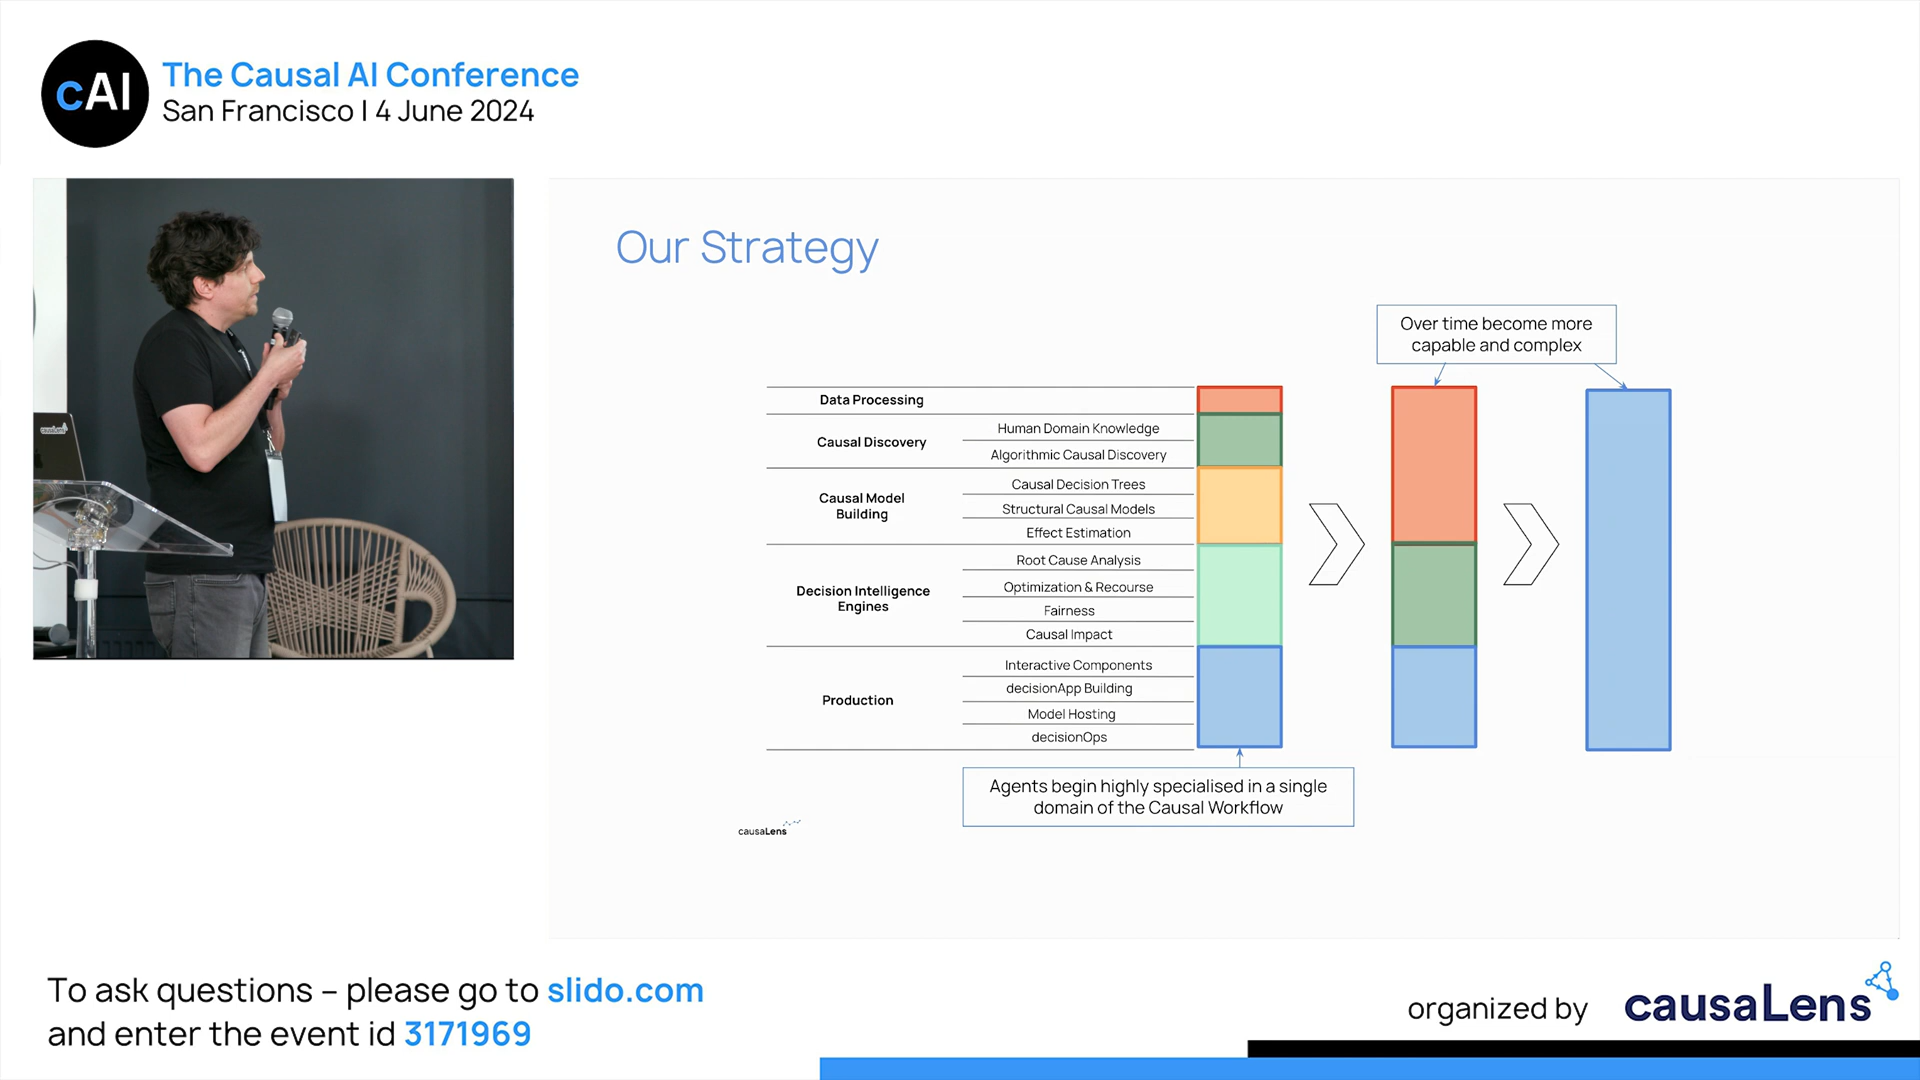 cAI
The Causal AI Conference
San Francisco | 4 June 2024
causaLens
Our Strategy
Over time become more
capable and complex
Data Processing
Causal Discovery
Human Domain Knowledge
Algorithmic Causal Discovery
Causal Model
Building
Causal Decision Trees
Structural Causal Models
Effect Estimation
Decision Intelligence
Engines
Root Cause Analysis
Optimization & Recourse
Fairness
Causal Impact
Production
Interactive Components
decisionApp Building
Model Hosting
decisionOps
Agents begin highly specialised in a single
domain of the Causal Workflow
causaLens
To ask questions – please go to slido.com
and enter the event id 3171969
organized by causaLens